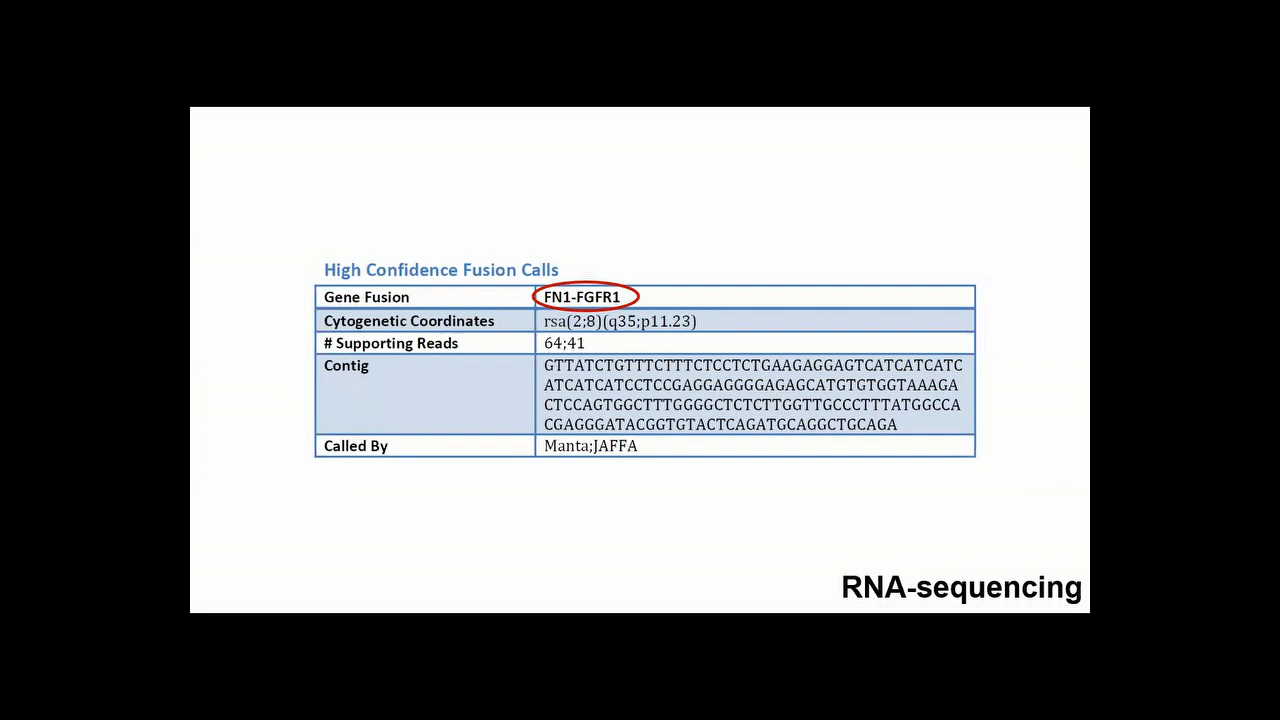 High Confidence Fusion Calls
Gene Fusion FN1-FGFR1
Cytogenetic Coordinates rsa(2;8)(q35;p11.23)
# Supporting Reads 64;41
Contig GTTATCTGTTTCTTTCTCCTCTGAAGAGGAGTCATCATCATC
ATCATCATCCTCCGAGGAGGGGAGAGCATGTGTGGTAAAGA
CTCCAGTGGCTTTGGGGCTCTCTTGGTTGCCCTTTATGGCCA
CGAGGGATACGGTGTACTCAGATGCAGGCTGCAGA
Called By Manta;JAFFA
RNA-sequencing